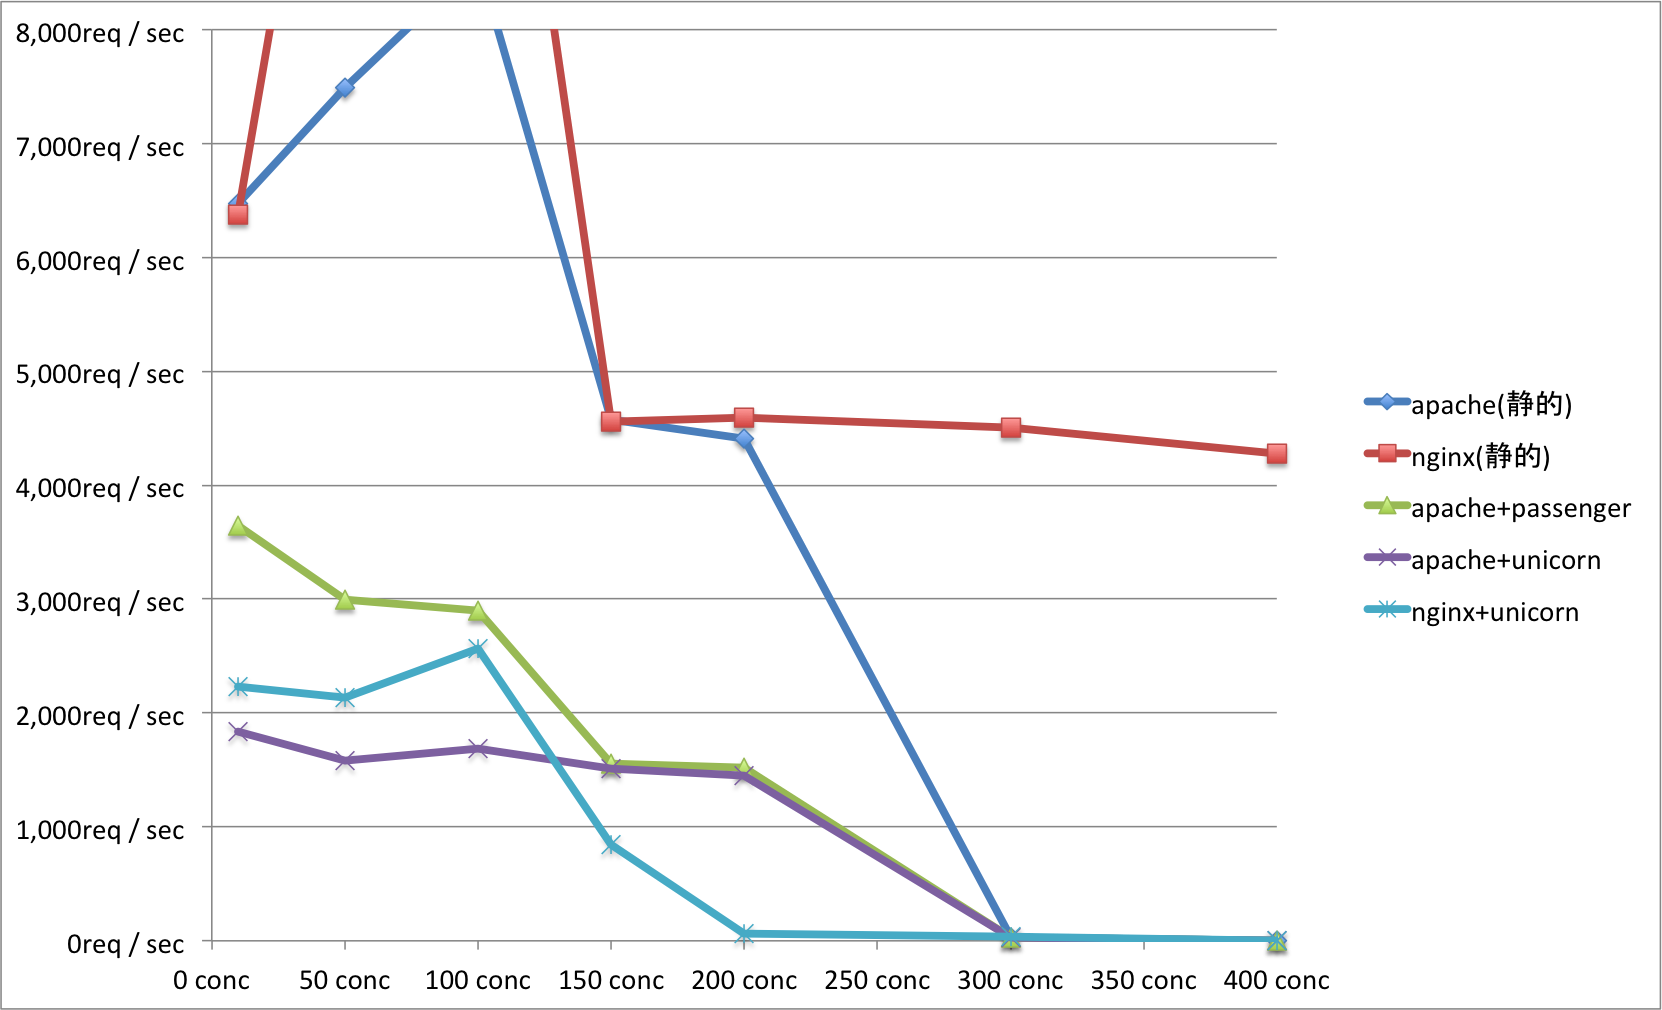 8,000req / sec
7,000req / sec
6,000req / sec
5,000req / sec
4,000req / sec
3,000req / sec
2,000req / sec
1,000req / sec
0req / sec
0 conc 50 conc 100 conc 150 conc 200 conc 250 conc 300 conc 350 conc 400 conc
apache(静的)
nginx(静的)
apache+passenger
apache+unicorn
nginx+unicorn